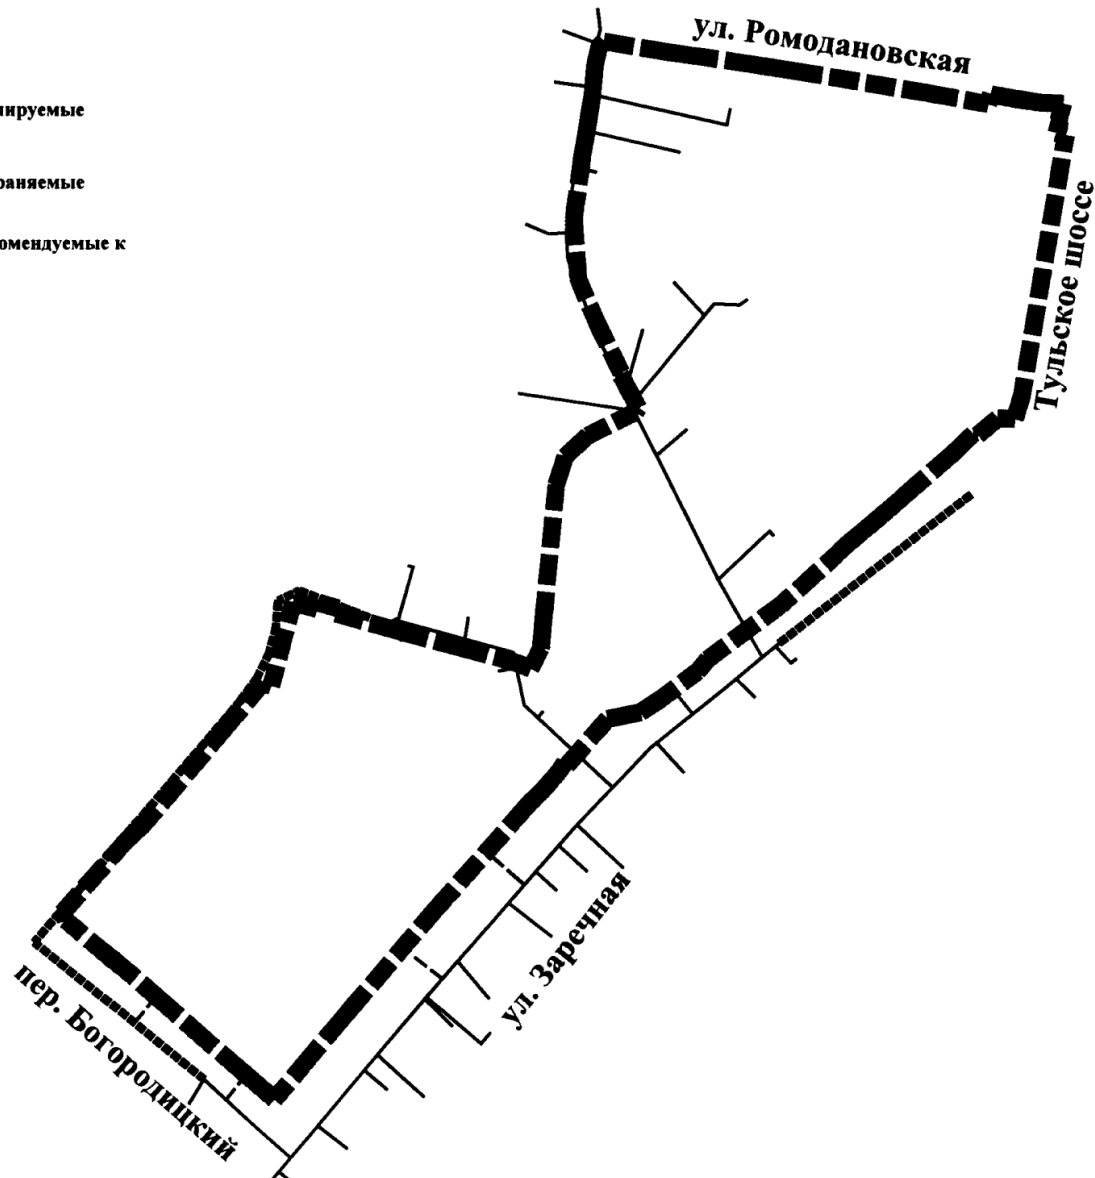 ул. Ромодановская
Тульское шоссе
ул. Заречная
пер. Богородицкий
нируемые
раняемые
омендуемые к